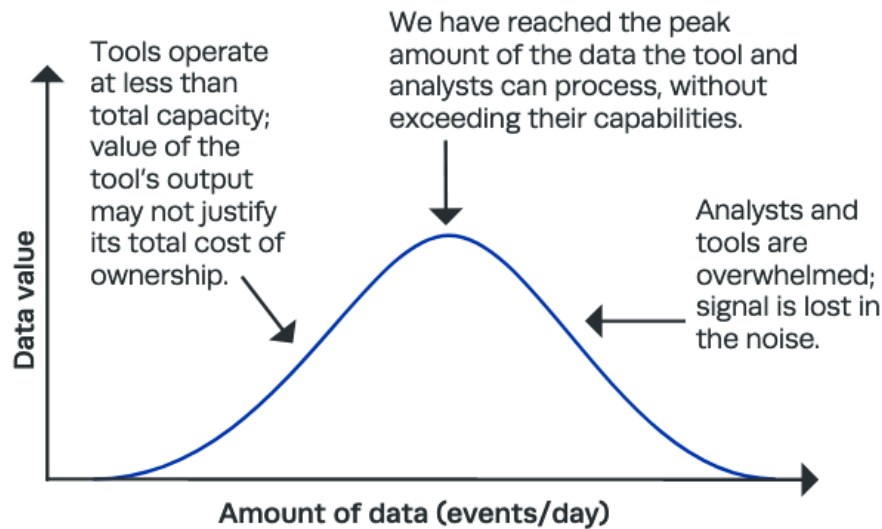 Tools operate
at less than
total capacity;
value of the
tool's output
may not justify
its total cost of
ownership.
We have reached the peak
amount of the data the tool and
analysts can process, without
exceeding their capabilities.
Analysts and
tools are
overwhelmed;
signal is lost in
the noise.
Data value
Amount of data (events/day)